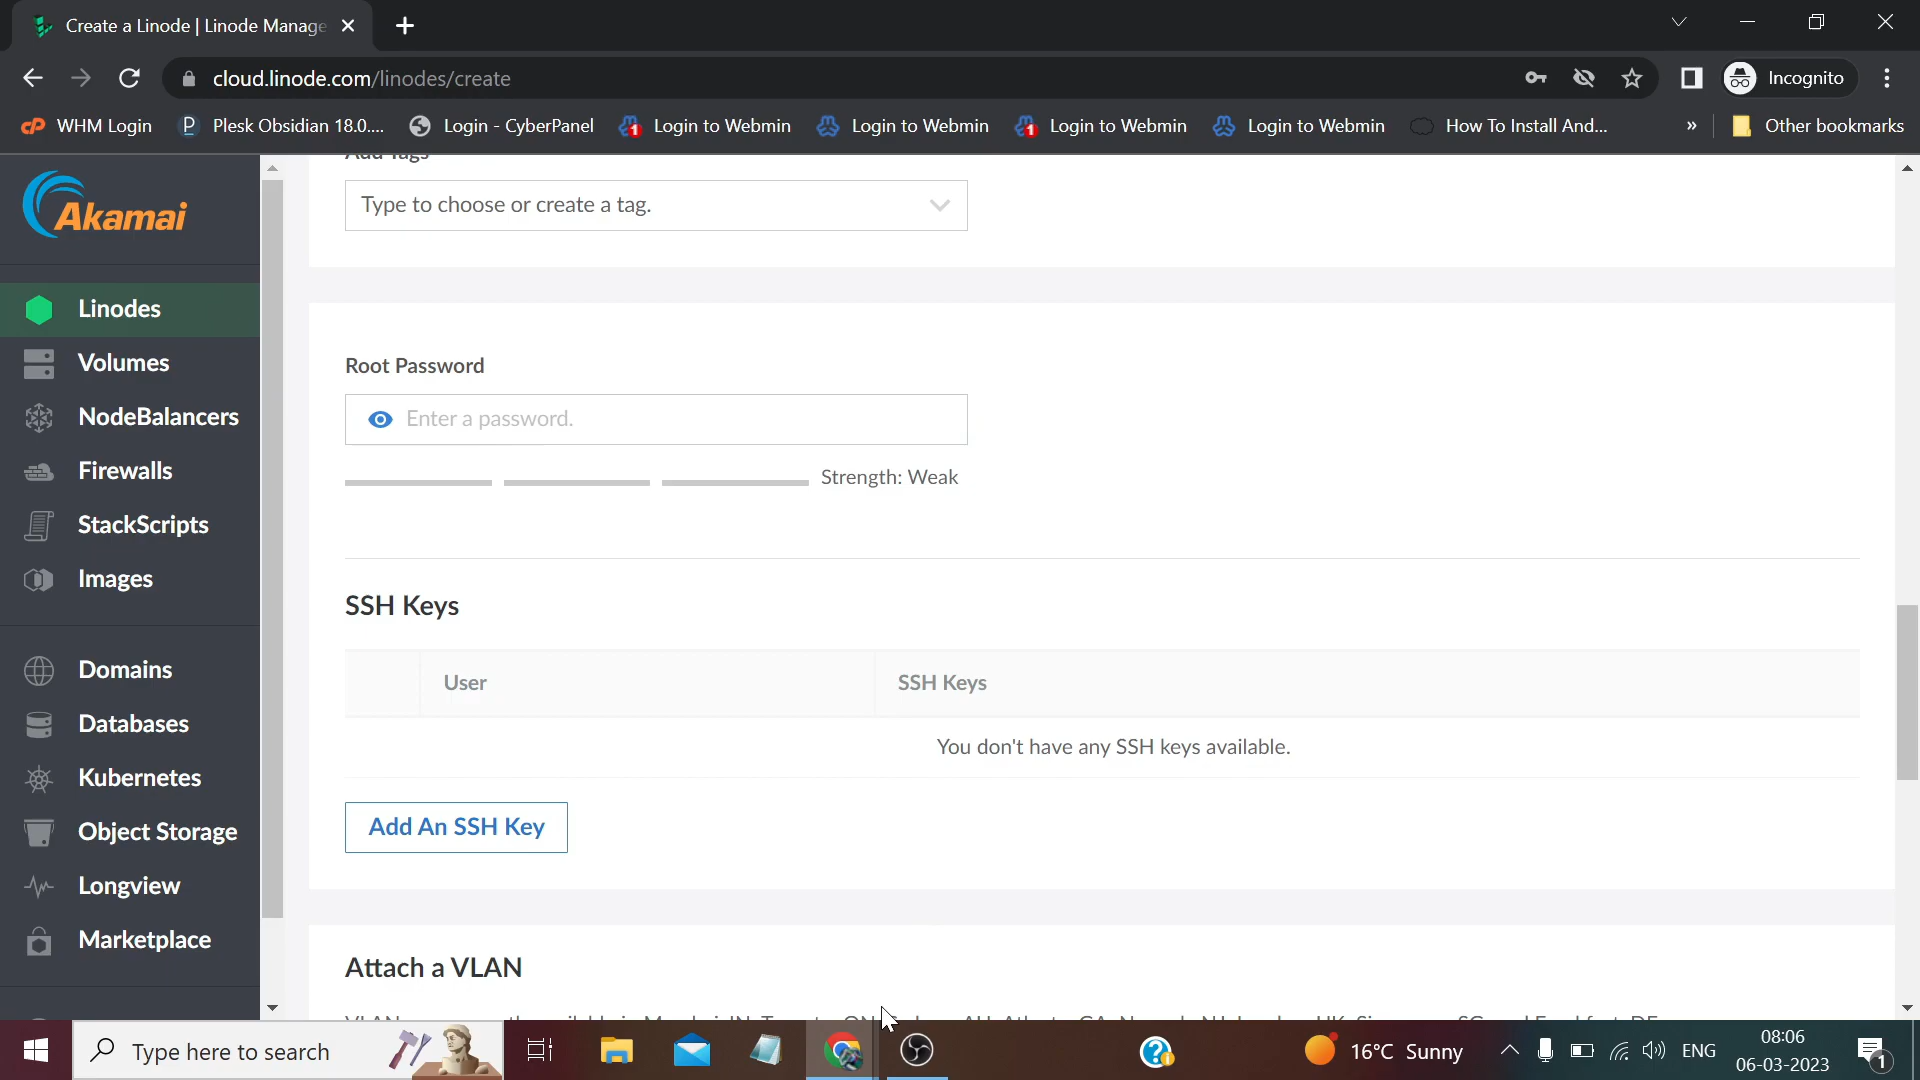 Create a Linode | Linode Manage
cloud.linode.com/linodes/create
Incognito
WHM Login
Plesk Obsidian 18.0....
Login - CyberPanel
Login to Webmin
Login to Webmin
Login to Webmin
Login to Webmin
How To Install And...
»
Other bookmarks
Akamai
Linodes
Volumes
NodeBalancers
Firewalls
StackScripts
Images
Domains
Databases
Kubernetes
Object Storage
Longview
Marketplace
Add Tags
Type to choose or create a tag.
Root Password
Enter a password.
Strength: Weak
SSH Keys
User
SSH Keys
You don't have any SSH keys available.
Add An SSH Key
Attach a VLAN
Type here to search
16°C Sunny
ENG
08:06
06-03-2023
1